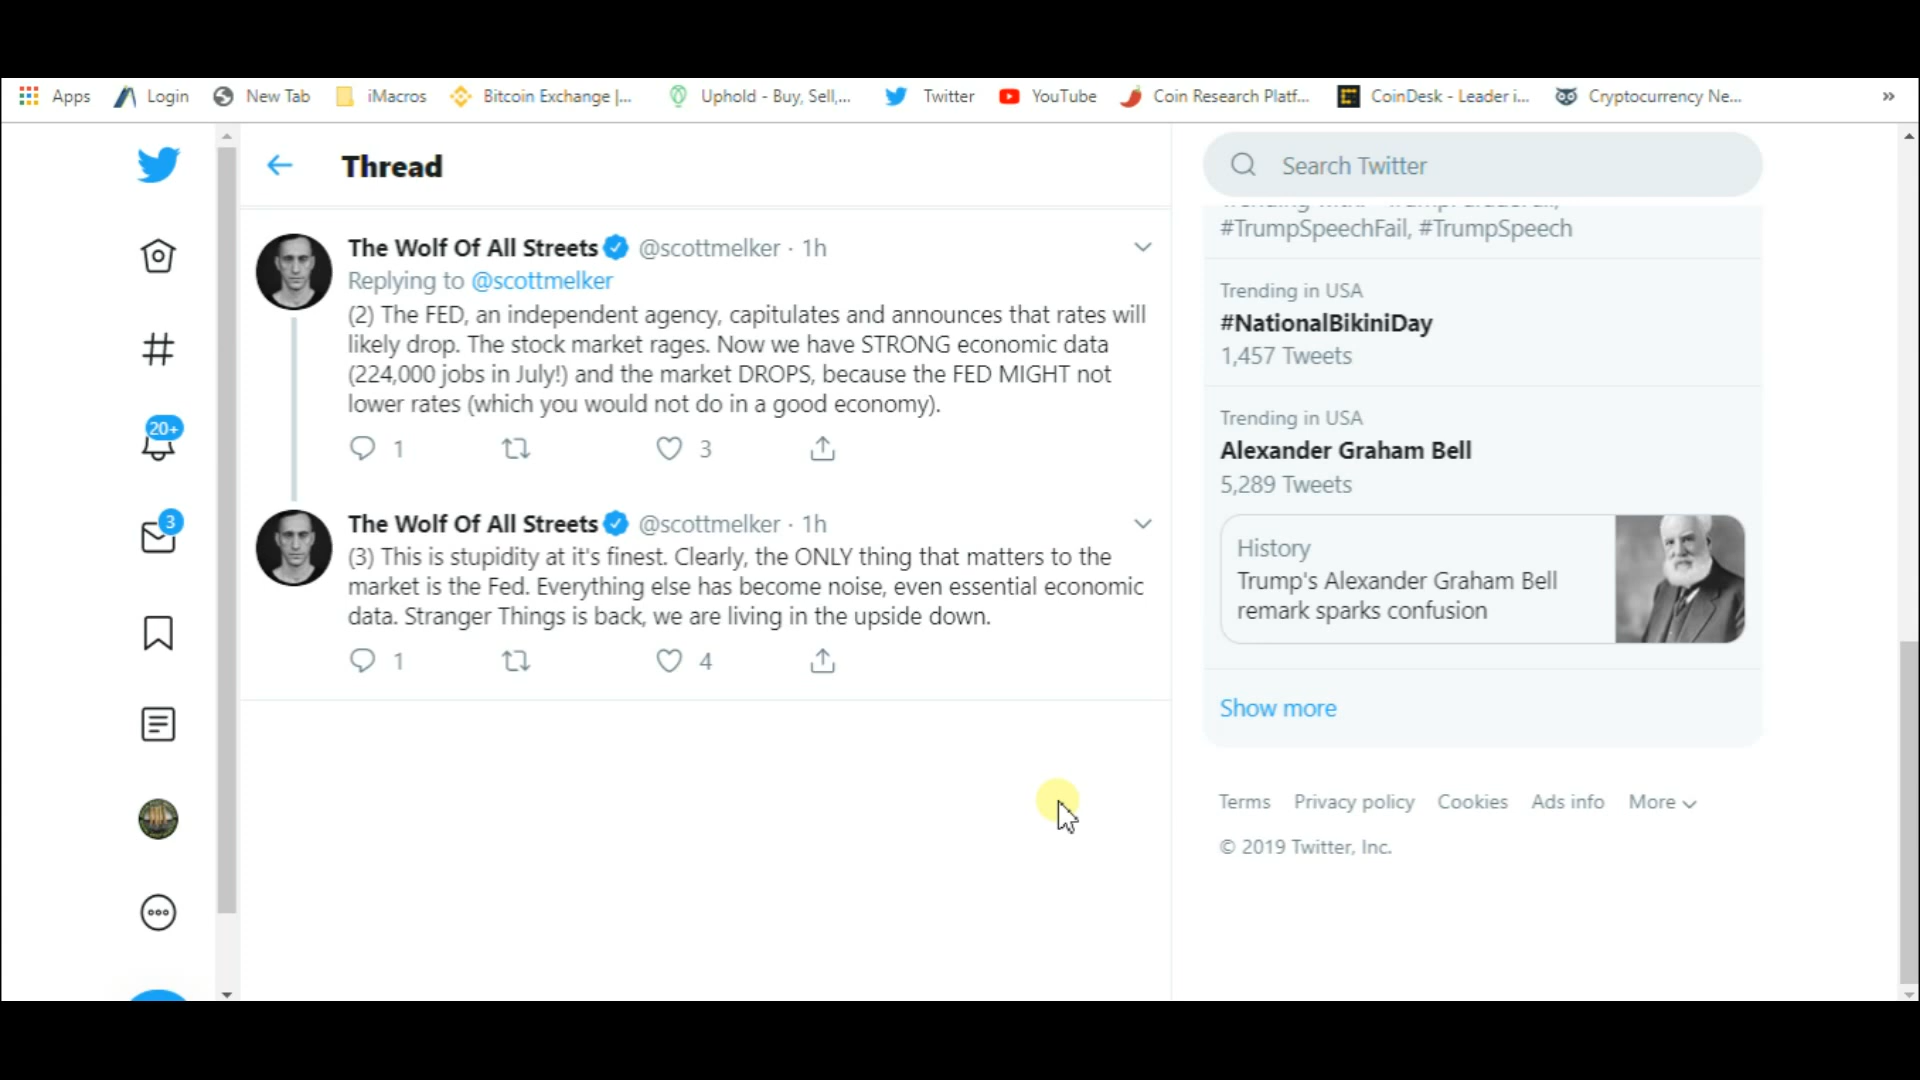 Apps Login New Tab iMacros Bitcoin Exchange |... Uphold - Buy, Sell,... Twitter YouTube Coin Research Platf... CoinDesk - Leader i... Cryptocurrency Ne... »
Thread
Search Twitter
The Wolf Of All Streets @scottmelker · 1h
Replying to @scottmelker
(2) The FED, an independent agency, capitulates and announces that rates will
likely drop. The stock market rages. Now we have STRONG economic data
(224,000 jobs in July!) and the market DROPS, because the FED MIGHT not
lower rates (which you would not do in a good economy).
1 3
The Wolf Of All Streets @scottmelker · 1h
(3) This is stupidity at it's finest. Clearly, the ONLY thing that matters to the
market is the Fed. Everything else has become noise, even essential economic
data. Stranger Things is back, we are living in the upside down.
1 4
20+
3
#TrumpSpeechFail, #TrumpSpeech
Trending in USA
#NationalBikiniDay
1,457 Tweets
Trending in USA
Alexander Graham Bell
5,289 Tweets
History
Trump's Alexander Graham Bell
remark sparks confusion
Show more
Terms Privacy policy Cookies Ads info More
© 2019 Twitter, Inc.